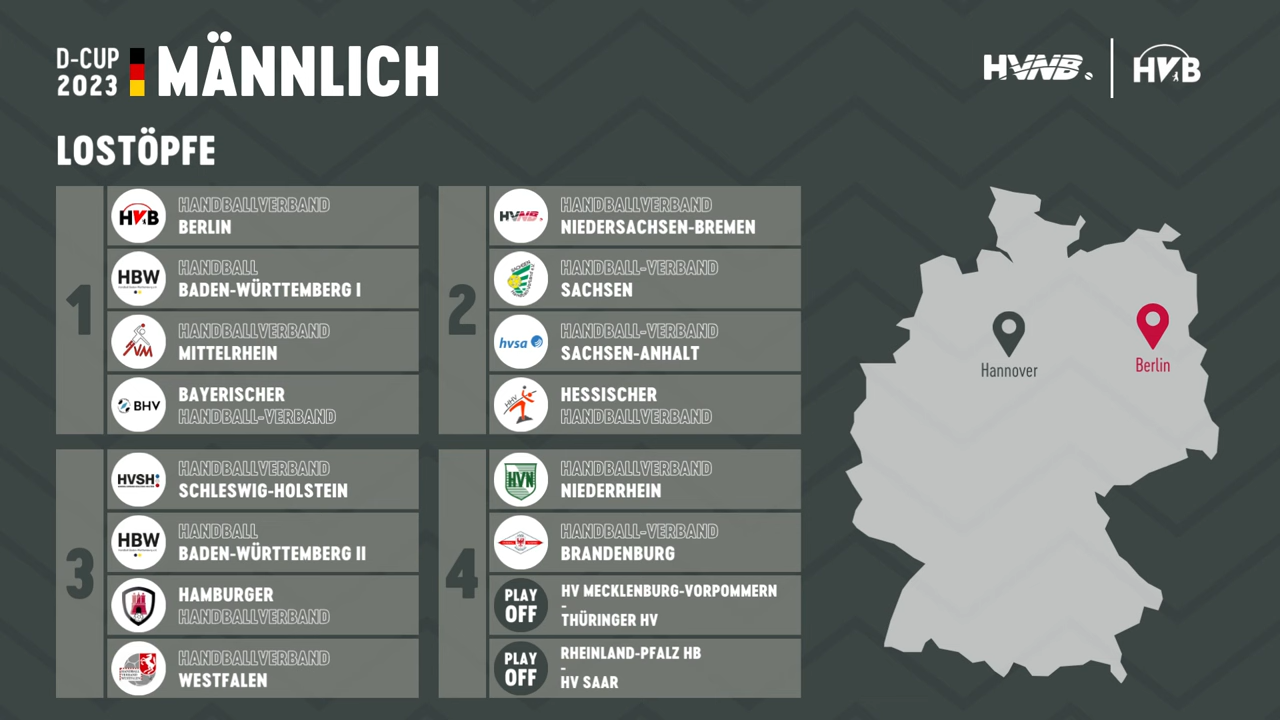 D-CUP
2023
MÄNNLICH
HVNB.
HVB
LOSTÖPFE
1
HVB
HANDBALLVERBAND
BERLIN
HBW
HANDBALL
BADEN-WÜRTTEMBERG I
HVM
HANDBALLVERBAND
MITTELRHEIN
BHV
BAYERISCHER
HANDBALL-VERBAND
2
HVNB.
HANDBALLVERBAND
NIEDERSACHSEN-BREMEN
HANDBALL-VERBAND
SACHSEN
hvsa
HANDBALL-VERBAND
SACHSEN-ANHALT
HHV
HESSISCHER
HANDBALLVERBAND
3
HVSH
HANDBALLVERBAND
SCHLESWIG-HOLSTEIN
HBW
HANDBALL
BADEN-WÜRTTEMBERG II
HAMBURGER
HANDBALLVERBAND
HANDBALLVERBAND
WESTFALEN
4
HVN
HANDBALLVERBAND
NIEDERRHEIN
HANDBALL-VERBAND
BRANDENBURG
PLAY
OFF
HV MECKLENBURG-VORPOMMERN
-
THÜRINGER HV
PLAY
OFF
RHEINLAND-PFALZ HB
-
HV SAAR
Hannover
Berlin